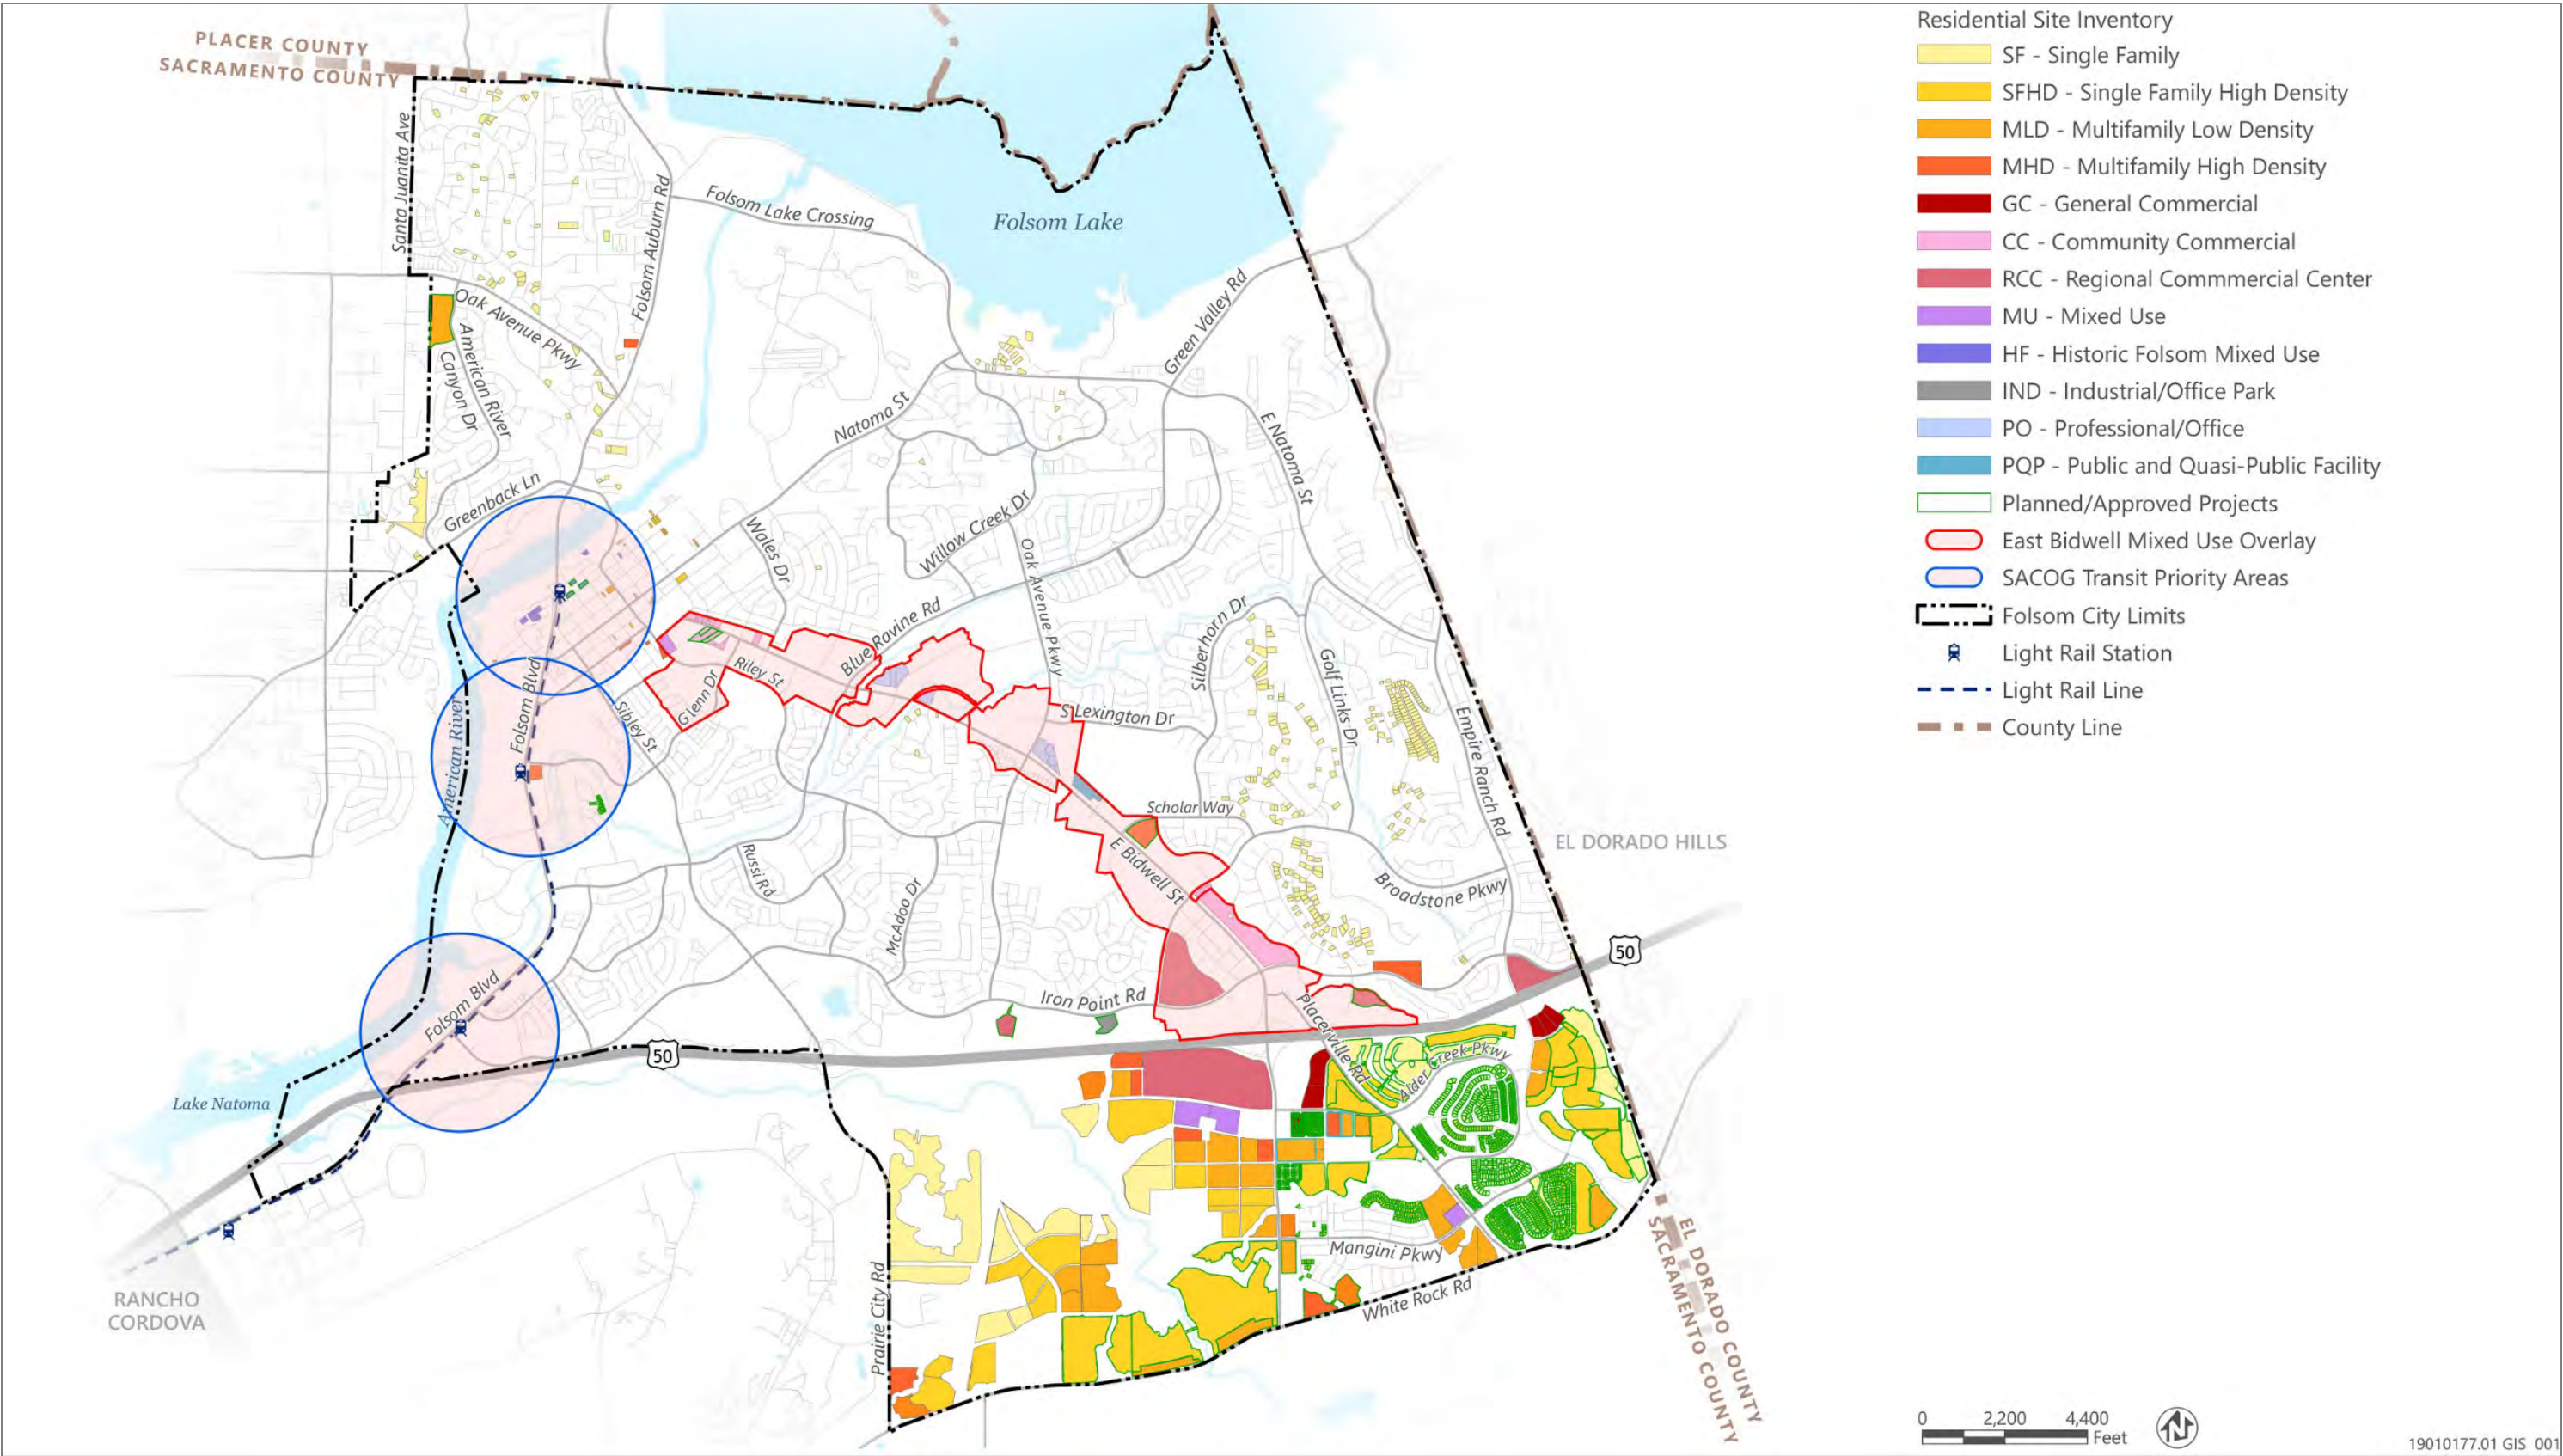 PLACER COUNTY
SACRAMENTO COUNTY
Santa Juanita Ave
Folsom Auburn Rd
Folsom Lake Crossing
Folsom Lake
Green Valley Rd
Oak Avenue Pkwy
American River
Canyon Dr
Natoma St
E Natoma St
Greenback Ln
Wales Dr
Willow Creek Dr
Oak Avenue Pkwy
Blue Ravine Rd
Silberhorn Dr
Golf Links Dr
Empire Ranch Rd
Riley St
Glenn Dr
Sibley St
Folsom Blvd
American River
S Lexington Dr
Scholar Way
E Bidwell St
Broadstone Pkwy
EL DORADO HILLS
Russi Rd
McAdoo Dr
50
Iron Point Rd
Placerville Rd
Folsom Blvd
50
Alder Creek Pkwy
Lake Natoma
Mangini Pkwy
White Rock Rd
Prairie City Rd
RANCHO
CORDOVA
EL DORADO COUNTY
SACRAMENTO COUNTY
Residential Site Inventory
SF - Single Family
SFHD - Single Family High Density
MLD - Multifamily Low Density
MHD - Multifamily High Density
GC - General Commercial
CC - Community Commercial
RCC - Regional Commmercial Center
MU - Mixed Use
HF - Historic Folsom Mixed Use
IND - Industrial/Office Park
PO - Professional/Office
PQP - Public and Quasi-Public Facility
Planned/Approved Projects
East Bidwell Mixed Use Overlay
SACOG Transit Priority Areas
Folsom City Limits
Light Rail Station
Light Rail Line
County Line
0 2,200 4,400
Feet
N
19010177.01 GIS 001